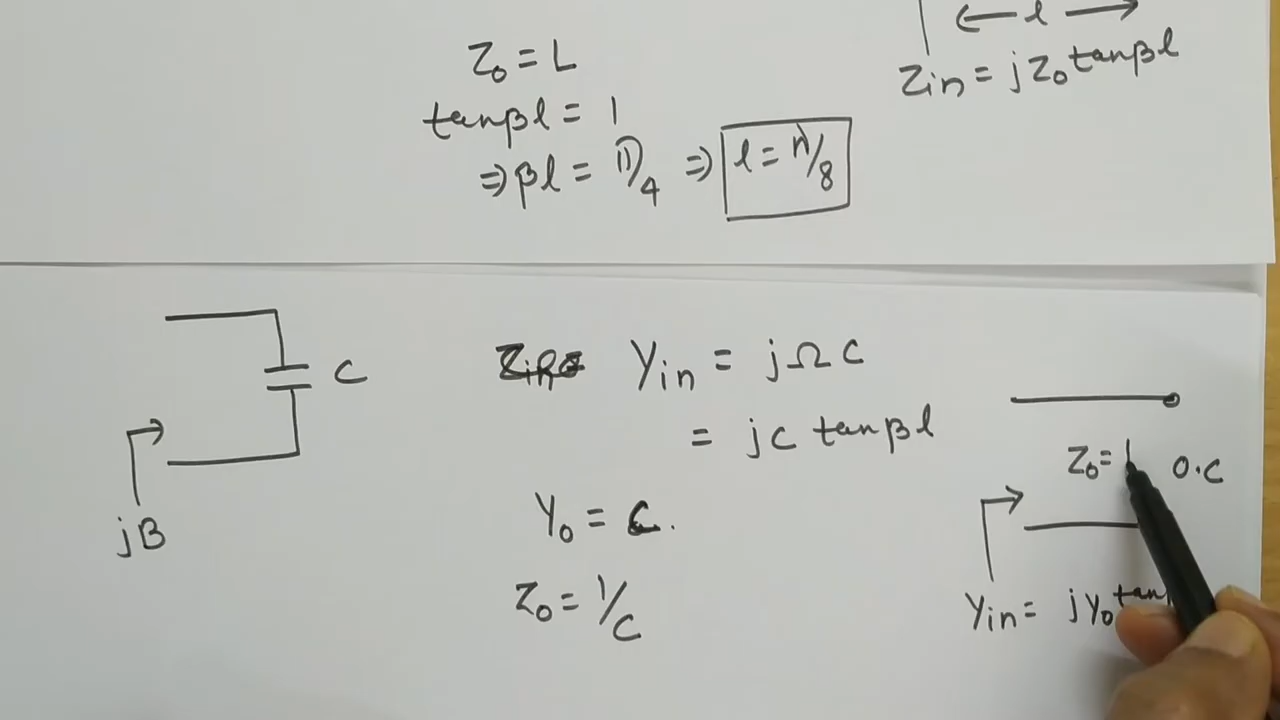 ← l →
Z₀ = L
Zin = jZ₀ tanβl
tanβl = 1
⇒ βl = π/4 ⇒ l = λ/8
C
Yin = jΩC
= jC tanβl
Z₀ =
O.C
jB
Y₀ = C.
Z₀ = 1/C
Yin = jY₀ tan